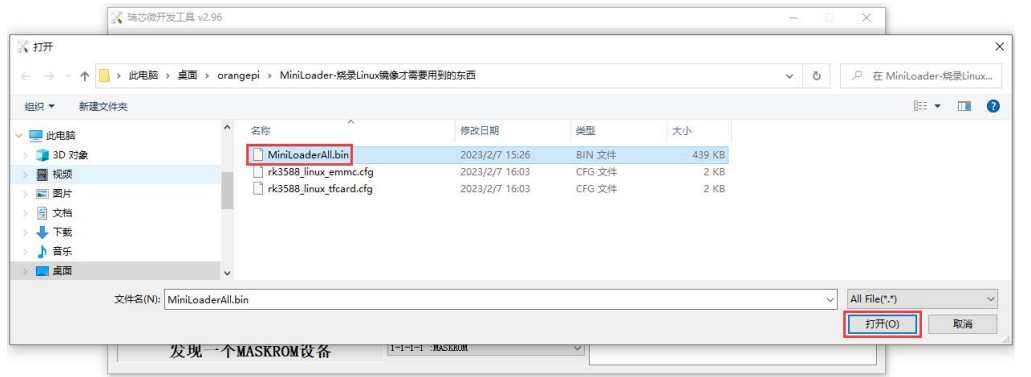 瑞芯微开发工具 v2.96
打开
此电脑 › 桌面 › orangepi › MiniLoader-烧录Linux镜像才需要用到的东西
在 MiniLoader-烧录Linux...
组织 新建文件夹
此电脑
3D 对象
视频
图片
文档
下载
音乐
桌面
名称 修改日期 类型 大小
MiniLoaderAll.bin 2023/2/7 15:26 BIN 文件 439 KB
rk3588_linux_emmc.cfg 2023/2/7 16:03 CFG 文件 2 KB
rk3588_linux_tfcard.cfg 2023/2/7 16:03 CFG 文件 2 KB
文件名(N): MiniLoaderAll.bin All File(*.*)
打开(O) 取消
发现一个MASKROM设备 1-1-1-1 :MASKROM